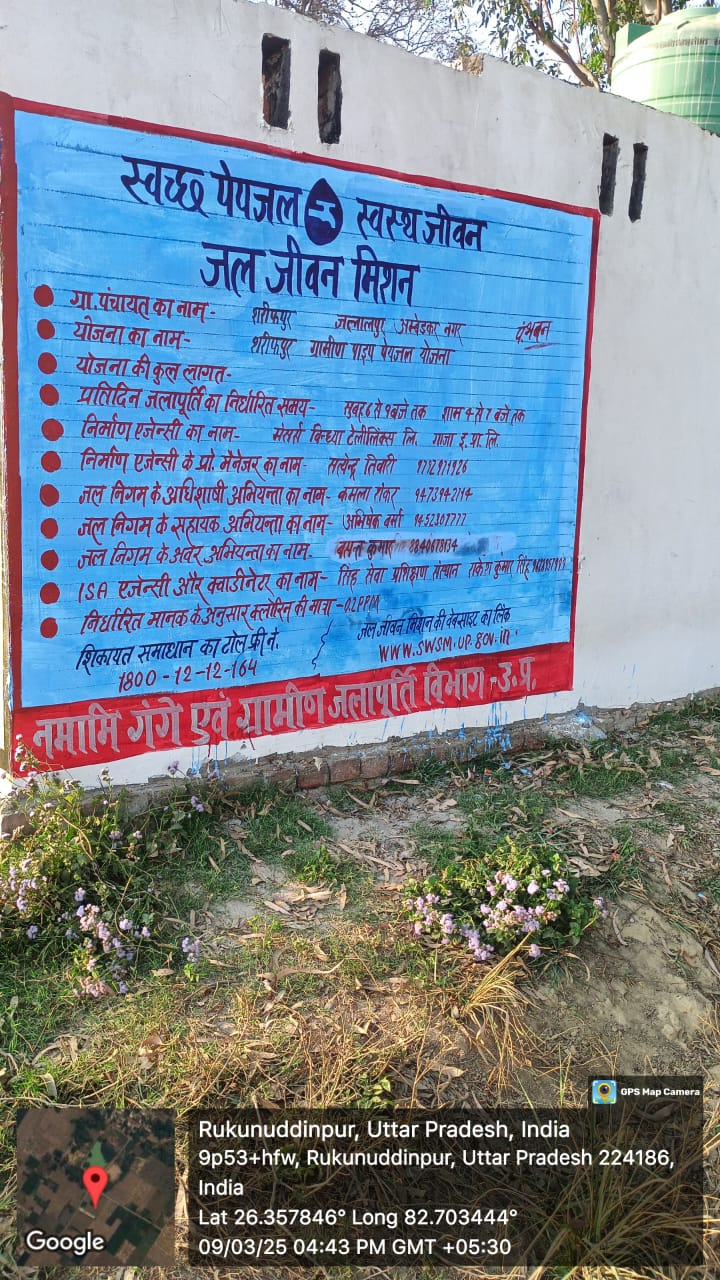 स्वच्छ पेयजल स्वस्थ जीवन
जल जीवन मिशन
ग्रा. पंचायत का नाम- शरीफपुर जलालपुर अम्बेडकर नगर
योजना का नाम- शरीफपुर ग्रामीण पाइप पेयजल योजना
योजना की कुल लागत-
प्रतिदिन जलापूर्ति का निर्धारित समय- सुबह 6 से 9 बजे तक शाम 4 से 7 बजे तक
निर्माण एजेन्सी का नाम- मेसर्स विन्ध्या टेलीलिंक्स लि. गाजा इं. प्रा. लि.
निर्माण एजेन्सी के प्रो. मैनेजर का नाम- सत्येन्द्र तिवारी
जल निगम के अधिशाषी अभियन्ता का नाम- कमला शंकर 9473942194
जल निगम के सहायक अभियन्ता का नाम- अभिषेक वर्मा
जल निगम के अवर अभियन्ता का नाम- बसन्त कुमार
ISA एजेन्सी और क्वाडीनेटर का नाम- सिंह सेवा प्रशिक्षण संस्थान राकेश कुमार सिंह
निर्धारित मानक के अनुसार क्लोरिन की मात्रा- 0.2 PPM
शिकायत समाधान का टोल फ्री नं.
1800-12-12-164
जल जीवन मिशन की वेबसाइट का लिंक
www.swsm.up.gov.in
नमामि गंगे एवं ग्रामीण जलापूर्ति विभाग - उ.प्र.
GPS Map Camera
Rukunuddinpur, Uttar Pradesh, India
9p53+hfw, Rukunuddinpur, Uttar Pradesh 224186,
India
Lat 26.357846° Long 82.703444°
09/03/25 04:43 PM GMT +05:30
Google